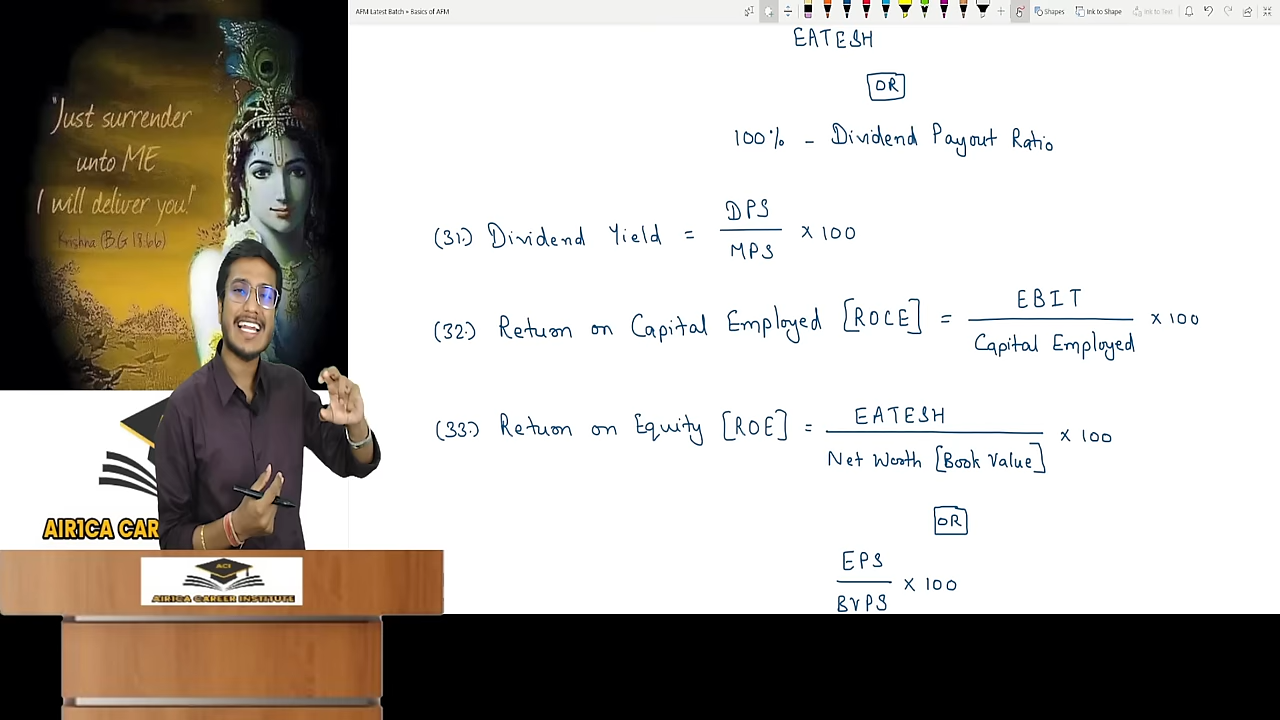 AFM Latest Batch » Basics of AFM
Shapes
Ink to Shape
Ink to Text
"Just surrender
unto ME
I will deliver you!"
Krishna (B.G 18:66)
EATESH
OR
100% - Dividend Payout Ratio
(31.) Dividend Yield = DPS / MPS × 100
(32.) Return on Capital Employed [ROCE] = EBIT / Capital Employed × 100
(33.) Return on Equity [ROE] = EATESH / Net Worth [Book Value] × 100
OR
EPS / BVPS × 100
AIR1CA CAR
ACI
AIR1CA CAREER INSTITUTE